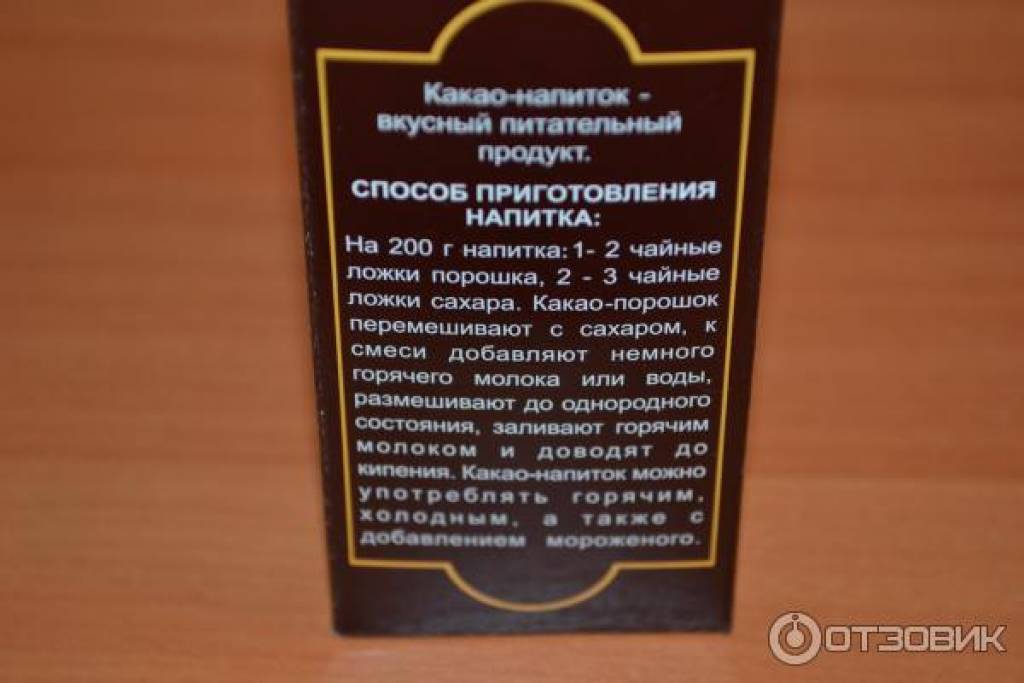 Какао-напиток -
вкусный питательный
продукт.
СПОСОБ ПРИГОТОВЛЕНИЯ
НАПИТКА:
На 200 г напитка: 1- 2 чайные
ложки порошка, 2 - 3 чайные
ложки сахара. Какао-порошок
перемешивают с сахаром, к
смеси добавляют немного
горячего молока или воды,
размешивают до однородного
состояния, заливают горячим
молоком и доводят до
кипения. Какао-напиток можно
употреблять горячим,
холодным, а также с
добавлением мороженого.
ОТЗОВИК